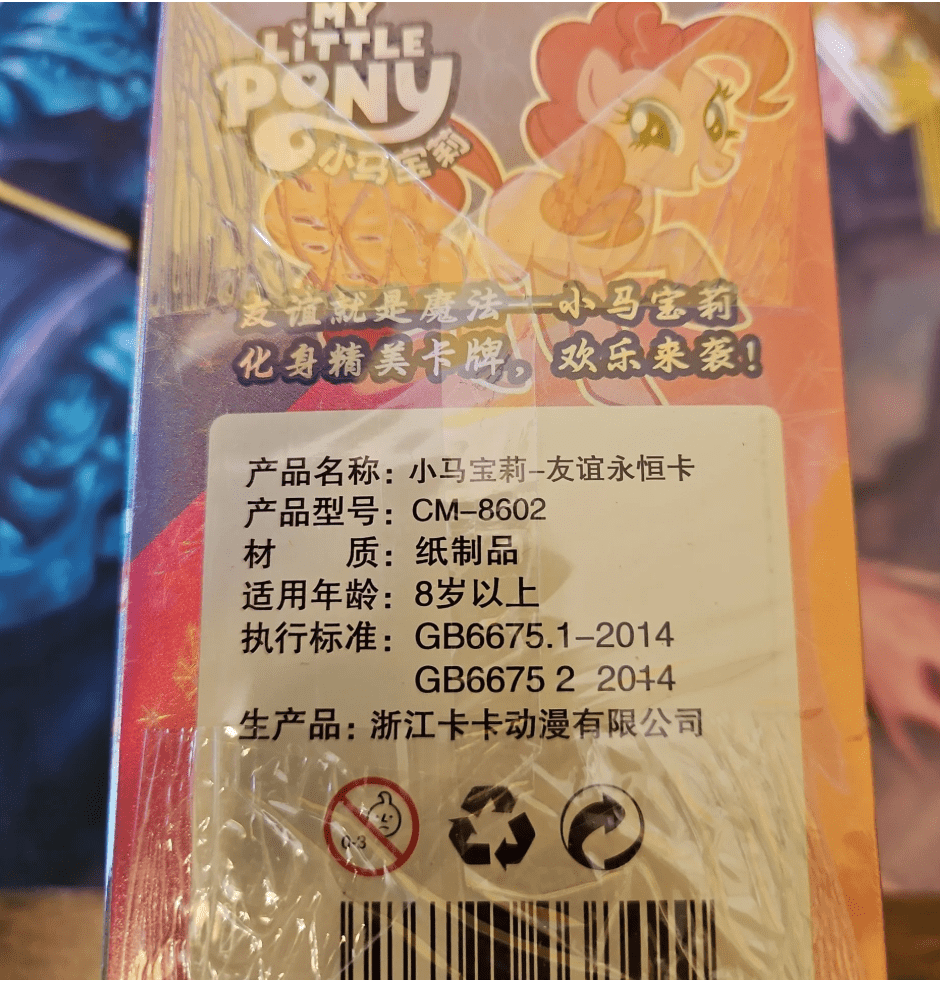 MY
LITTLE
PONY
小马宝莉
友谊就是魔法——小马宝莉
化身精美卡牌，欢乐来袭！
产品名称：小马宝莉-友谊永恒卡
产品型号：CM-8602
材　　质：纸制品
适用年龄：8岁以上
执行标准：GB6675.1-2014
GB6675 2 2014
生产品：浙江卡卡动漫有限公司
0-3